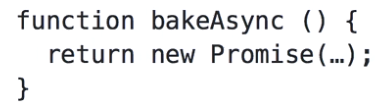 function bakeAsync () {
  return new Promise(…);
}